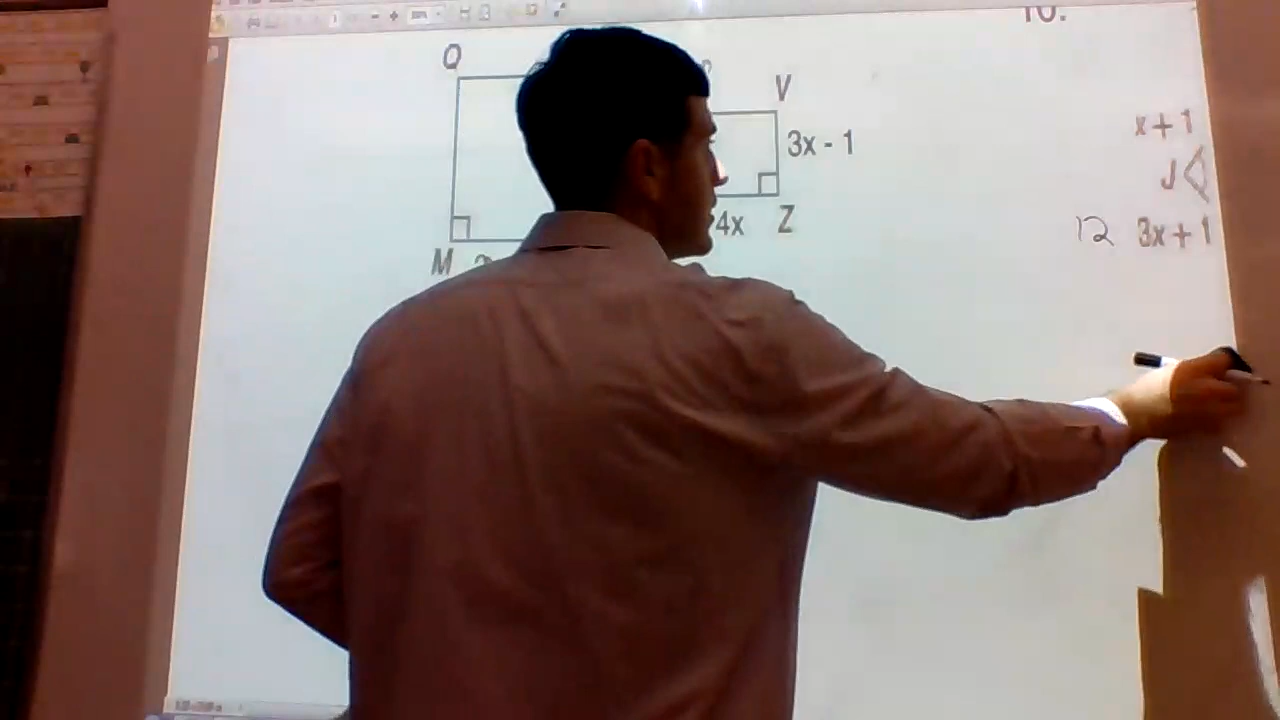 10.
Q
V
3x - 1
x + 1
J
4x
Z
12 3x + 1
M